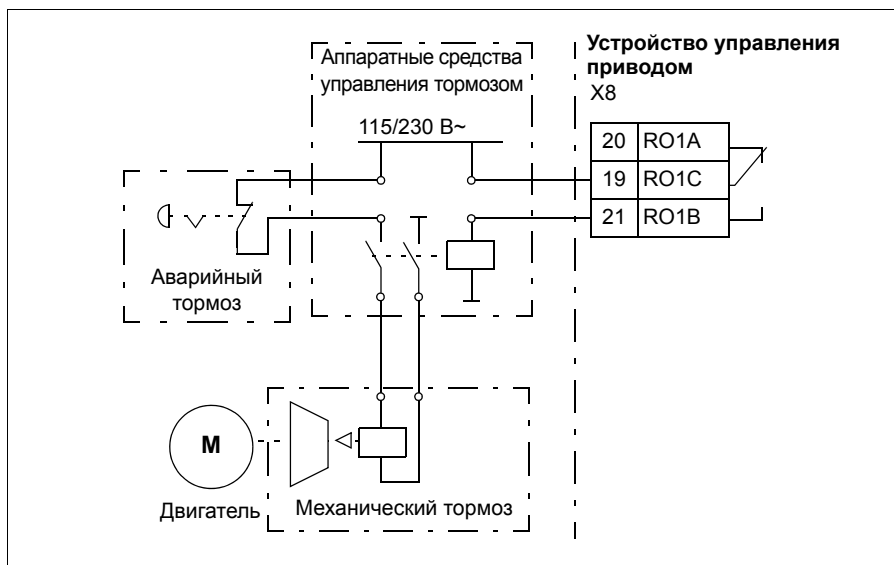 Аппаратные средства
управления тормозом
115/230 В~
Устройство управления
приводом
X8
20 RO1A
19 RO1C
21 RO1B
Аварийный
тормоз
M
Двигатель
Механический тормоз